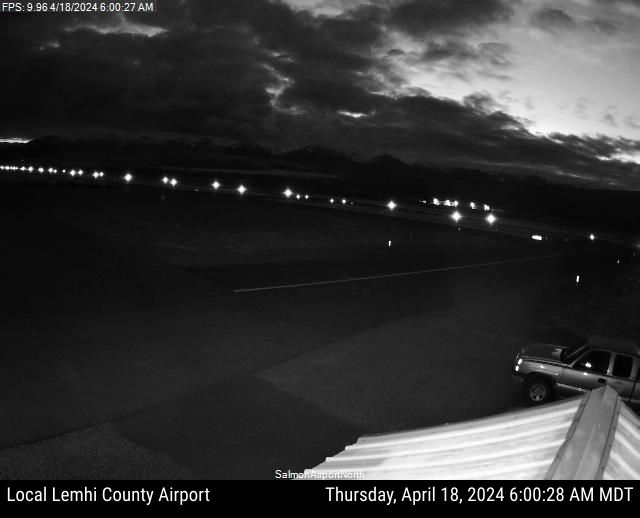 FPS: 9.96 4/18/2024 6:00:27 AM
SalmonAirportNorth
Local Lemhi County Airport
Thursday, April 18, 2024 6:00:28 AM MDT